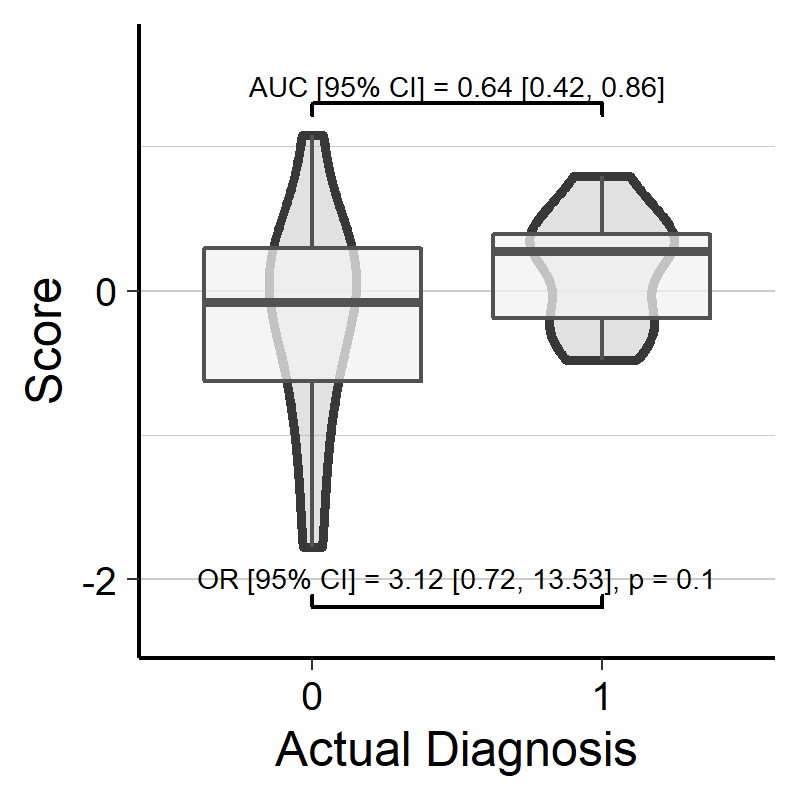 AUC [95% CI] = 0.64 [0.42, 0.86]
Score
0
-2
OR [95% CI] = 3.12 [0.72, 13.53], p = 0.1
0
1
Actual Diagnosis